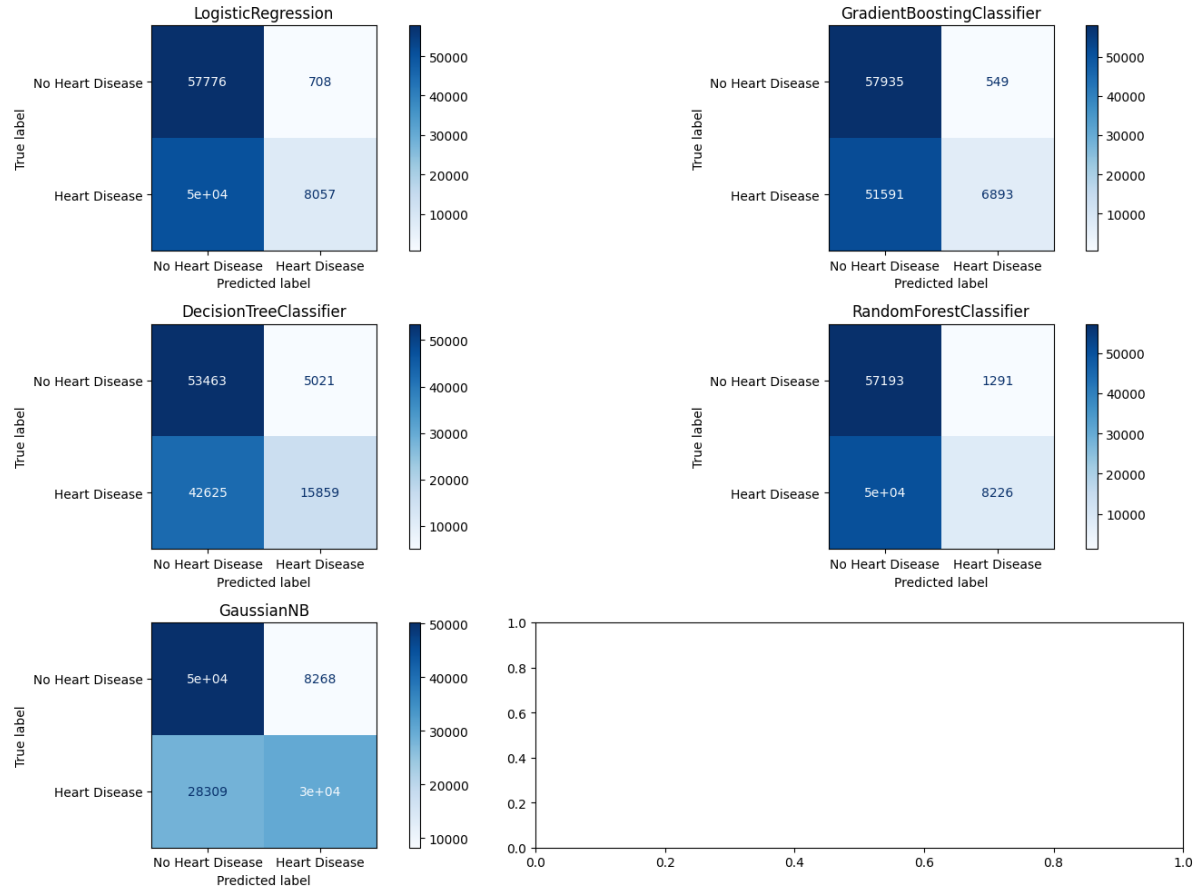 LogisticRegression
No Heart Disease
57776 708
Heart Disease
5e+04 8057
True label
No Heart Disease Heart Disease
Predicted label
50000
40000
30000
20000
10000
GradientBoostingClassifier
No Heart Disease
57935 549
Heart Disease
51591 6893
True label
No Heart Disease Heart Disease
Predicted label
50000
40000
30000
20000
10000
DecisionTreeClassifier
No Heart Disease
53463 5021
Heart Disease
42625 15859
True label
No Heart Disease Heart Disease
Predicted label
50000
40000
30000
20000
10000
RandomForestClassifier
No Heart Disease
57193 1291
Heart Disease
5e+04 8226
True label
No Heart Disease Heart Disease
Predicted label
50000
40000
30000
20000
10000
GaussianNB
No Heart Disease
5e+04 8268
Heart Disease
28309 3e+04
True label
No Heart Disease Heart Disease
Predicted label
50000
40000
30000
20000
10000
1.0
0.8
0.6
0.4
0.2
0.0
0.0 0.2 0.4 0.6 0.8 1.0